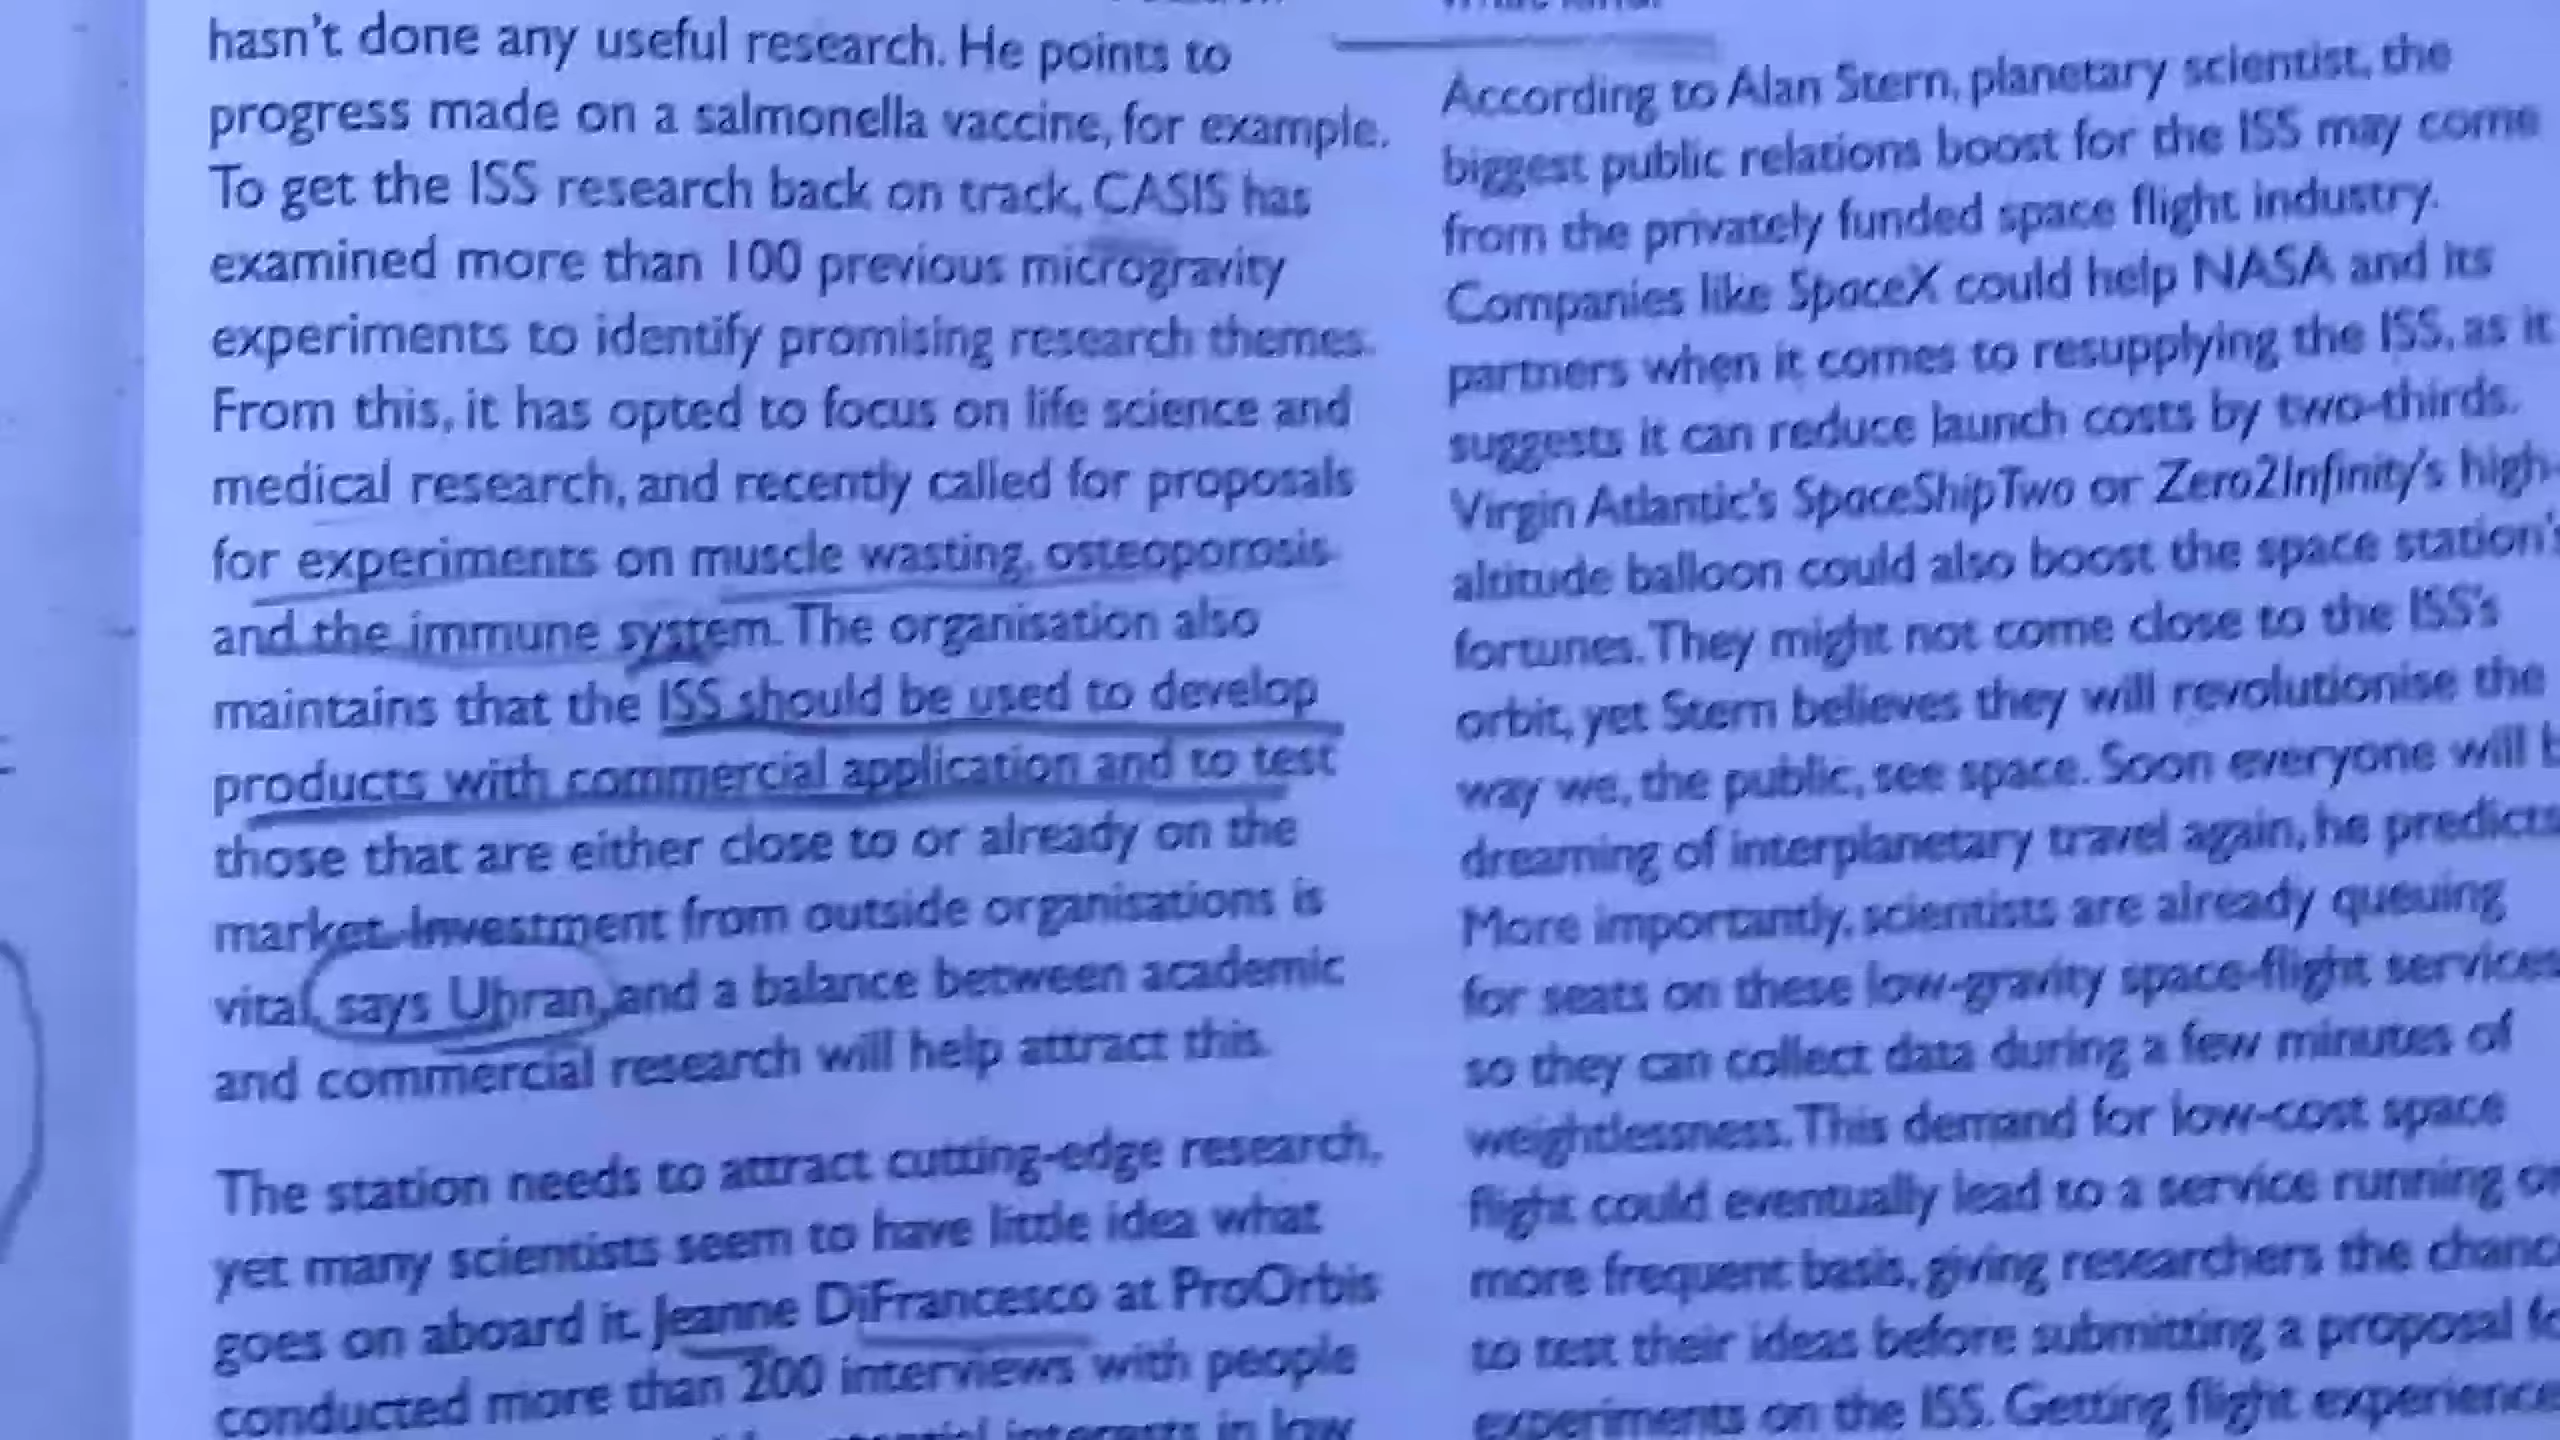 hasn't done any useful research. He points to
progress made on a salmonella vaccine, for example.
To get the ISS research back on track, CASIS has
examined more than 100 previous microgravity
experiments to identify promising research themes.
From this, it has opted to focus on life science and
medical research, and recently called for proposals
for experiments on muscle wasting, osteoporosis
and the immune system. The organisation also
maintains that the ISS should be used to develop
products with commercial application and to test
those that are either close to or already on the
market. Investment from outside organisations is
vital, says Uhran, and a balance between academic
and commercial research will help attract this.
The station needs to attract cutting-edge research,
yet many scientists seem to have little idea what
goes on aboard it. Jeanne DiFrancesco at ProOrbis
conducted more than 200 interviews with people
interests in low
According to Alan Stern, planetary scientist, the
biggest public relations boost for the ISS may come
from the privately funded space flight industry.
Companies like SpaceX could help NASA and its
partners when it comes to resupplying the ISS, as it
suggests it can reduce launch costs by two-thirds.
Virgin Atlantic's SpaceShipTwo or Zero2Infinity's high-
altitude balloon could also boost the space station's
fortunes. They might not come close to the ISS's
orbit, yet Stern believes they will revolutionise the
way we, the public, see space. Soon everyone will
dreaming of interplanetary travel again, he predicts
More importantly, scientists are already queuing
for seats on these low-gravity space-flight services
so they can collect data during a few minutes of
weightlessness. This demand for low-cost space
flight could eventually lead to a service running
more frequent basis, giving researchers the
to test their ideas before submitting a proposal
experiments on the ISS. Getting flight experience